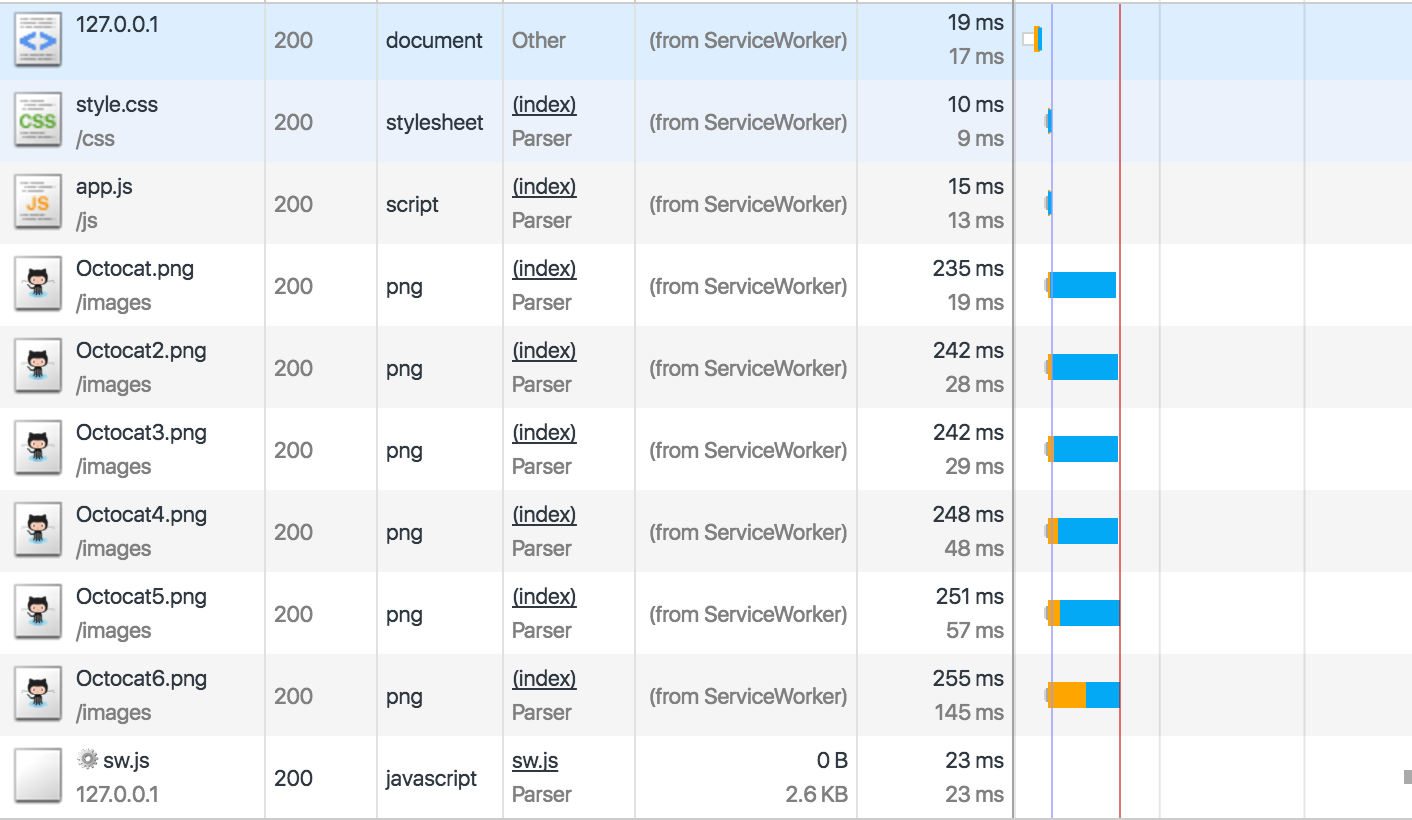 127.0.0.1 200 document Other (from ServiceWorker) 19 ms
17 ms
style.css 200 stylesheet (index) (from ServiceWorker) 10 ms
CSS /css Parser 9 ms
app.js 200 script (index) (from ServiceWorker) 15 ms
JS /js Parser 13 ms
Octocat.png 200 png (index) (from ServiceWorker) 235 ms
/images Parser 19 ms
Octocat2.png 200 png (index) (from ServiceWorker) 242 ms
/images Parser 28 ms
Octocat3.png 200 png (index) (from ServiceWorker) 242 ms
/images Parser 29 ms
Octocat4.png 200 png (index) (from ServiceWorker) 248 ms
/images Parser 48 ms
Octocat5.png 200 png (index) (from ServiceWorker) 251 ms
/images Parser 57 ms
Octocat6.png 200 png (index) (from ServiceWorker) 255 ms
/images Parser 145 ms
sw.js 200 javascript sw.js 0 B 23 ms
127.0.0.1 Parser 2.6 KB 23 ms